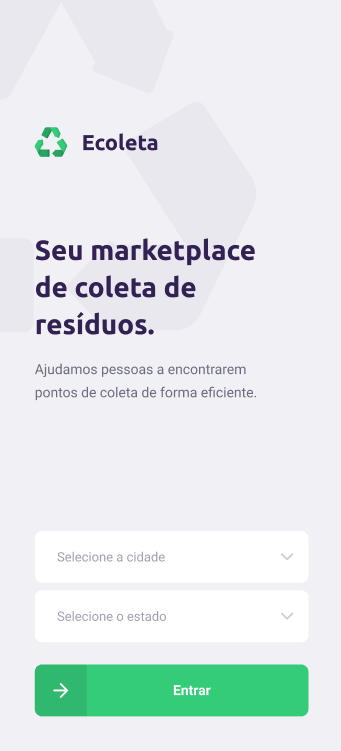 Ecoleta
Seu marketplace
de coleta de
resíduos.
Ajudamos pessoas a encontrarem
pontos de coleta de forma eficiente.
Selecione a cidade
Selecione o estado
Entrar